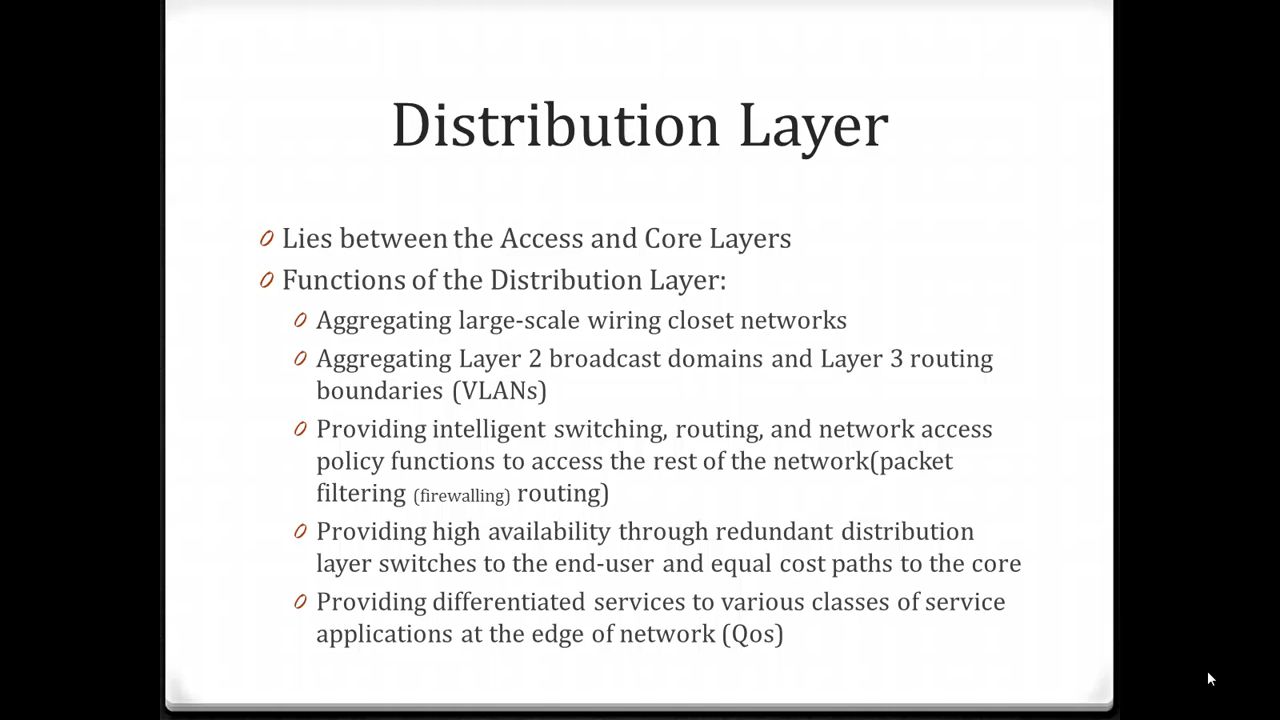 Distribution Layer
Lies between the Access and Core Layers
Functions of the Distribution Layer:
Aggregating large-scale wiring closet networks
Aggregating Layer 2 broadcast domains and Layer 3 routing
boundaries (VLANs)
Providing intelligent switching, routing, and network access
policy functions to access the rest of the network(packet
filtering (firewalling) routing)
Providing high availability through redundant distribution
layer switches to the end-user and equal cost paths to the core
Providing differentiated services to various classes of service
applications at the edge of network (Qos)